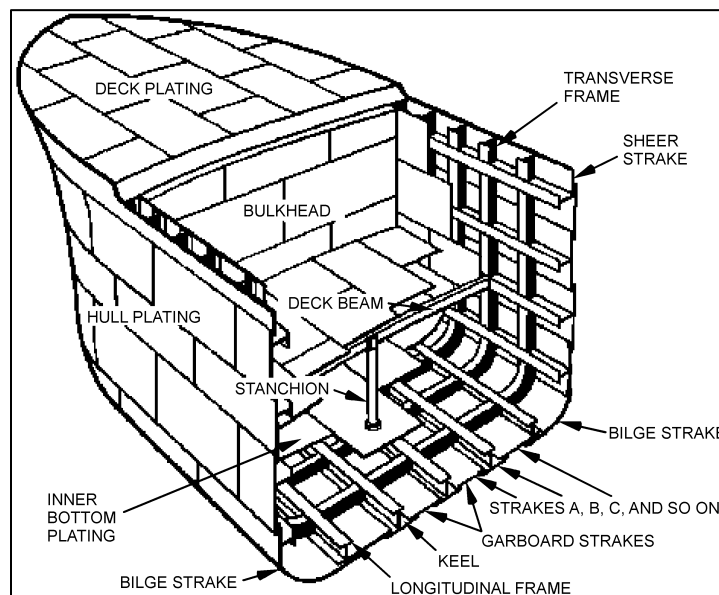 DECK PLATING
TRANSVERSE
FRAME
SHEER
STRAKE
BULKHEAD
DECK BEAM
HULL PLATING
STANCHION
BILGE STRAKE
INNER
BOTTOM
PLATING
STRAKES A, B, C, AND SO ON
GARBOARD STRAKES
KEEL
BILGE STRAKE
LONGITUDINAL FRAME